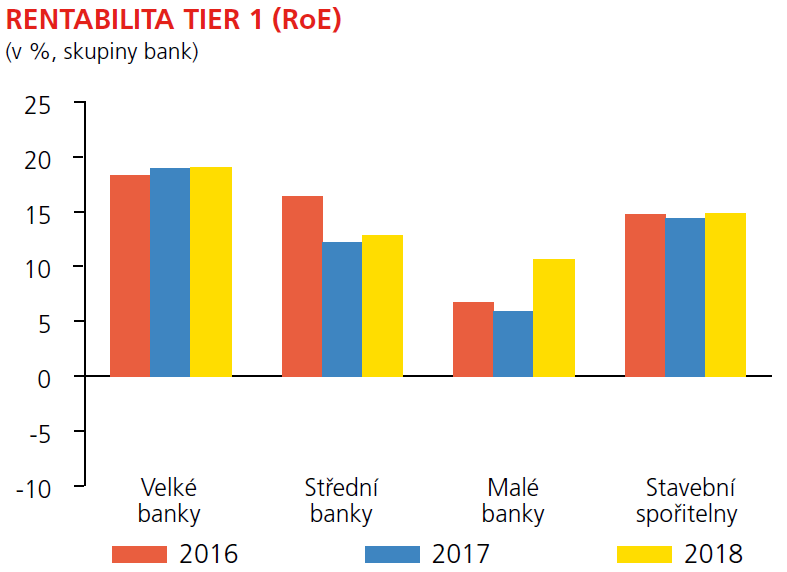 RENTABILITA TIER 1 (RoE)
(v %, skupiny bank)
25
20
15
10
5
0
-5
-10
Velké
banky
Střední
banky
Malé
banky
Stavební
spořitelny
2016
2017
2018